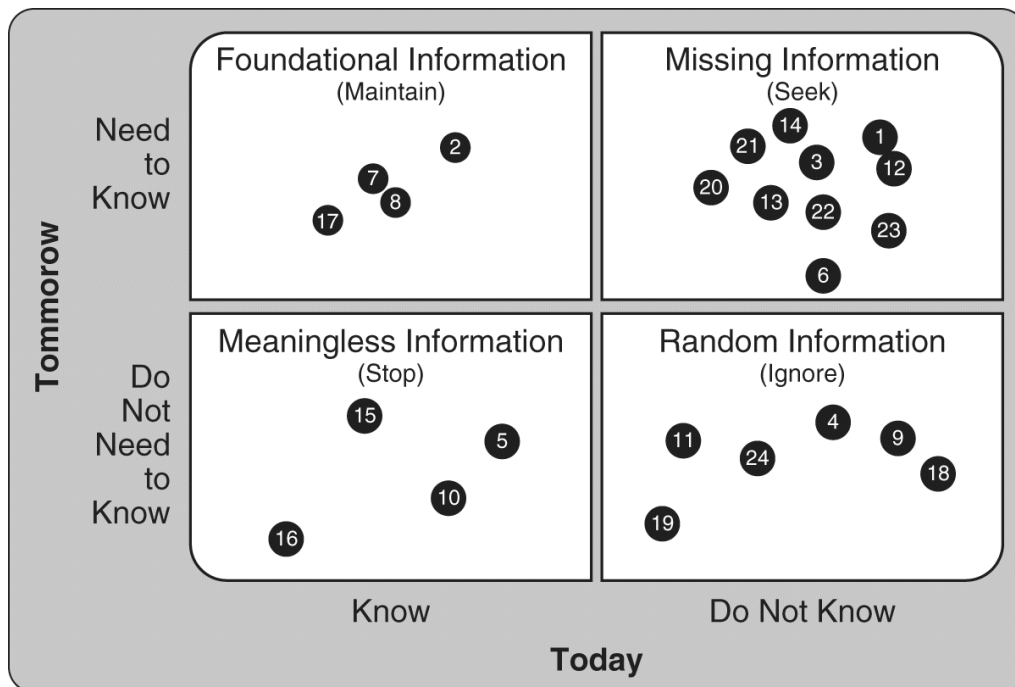 Foundational Information
(Maintain)
Missing Information
(Seek)
Need
to
Know
2
7
8
17
14
1
21
3
12
20
13
22
23
6
Tommorow
Meaningless Information
(Stop)
Random Information
(Ignore)
Do
Not
Need
to
Know
15
5
10
16
4
11
9
24
18
19
Know
Do Not Know
Today